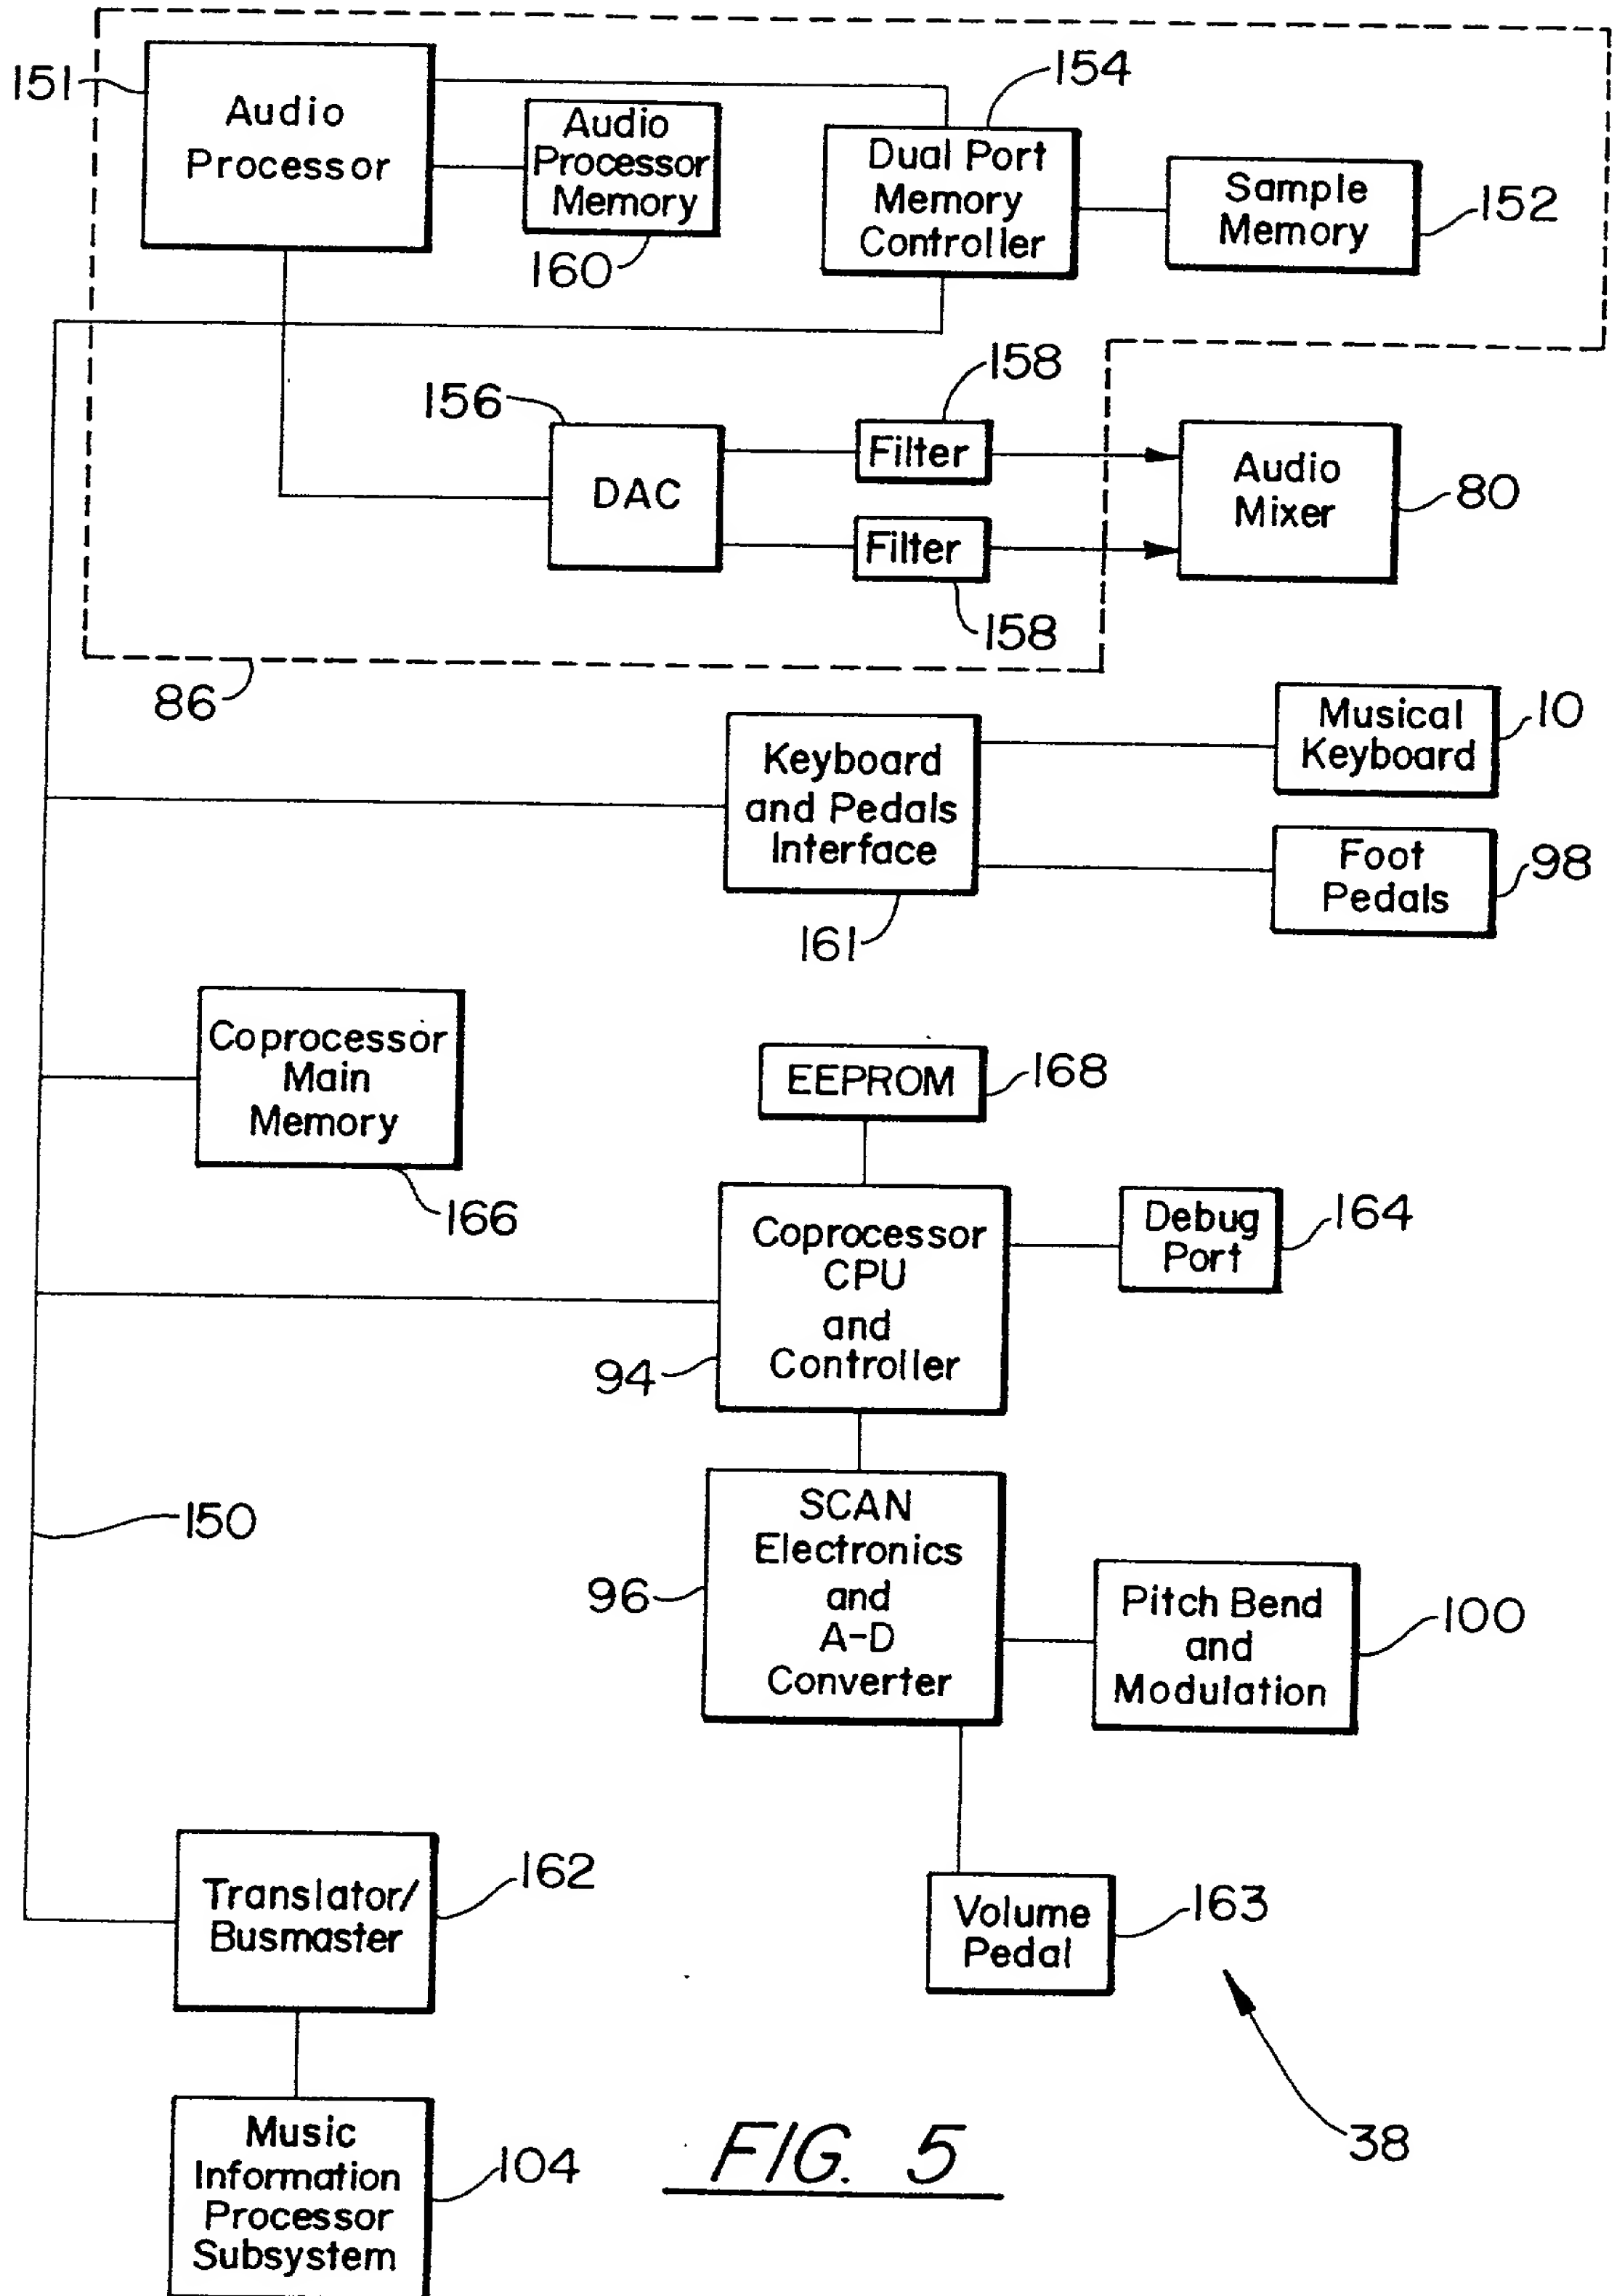 151
Audio
Processor
Audio
Processor
Memory
160
154
Dual Port
Memory
Controller
Sample
Memory
152
156
DAC
158
Filter
Filter
158
Audio
Mixer
80
86
Keyboard
and Pedals
Interface
161
Musical
Keyboard
10
Foot
Pedals
98
Coprocessor
Main
Memory
166
EEPROM
168
Coprocessor
CPU
and
Controller
94
Debug
Port
164
150
SCAN
Electronics
and
A-D
Converter
96
Pitch Bend
and
Modulation
100
Translator/
Busmaster
162
Volume
Pedal
163
38
Music
Information
Processor
Subsystem
104
FIG. 5